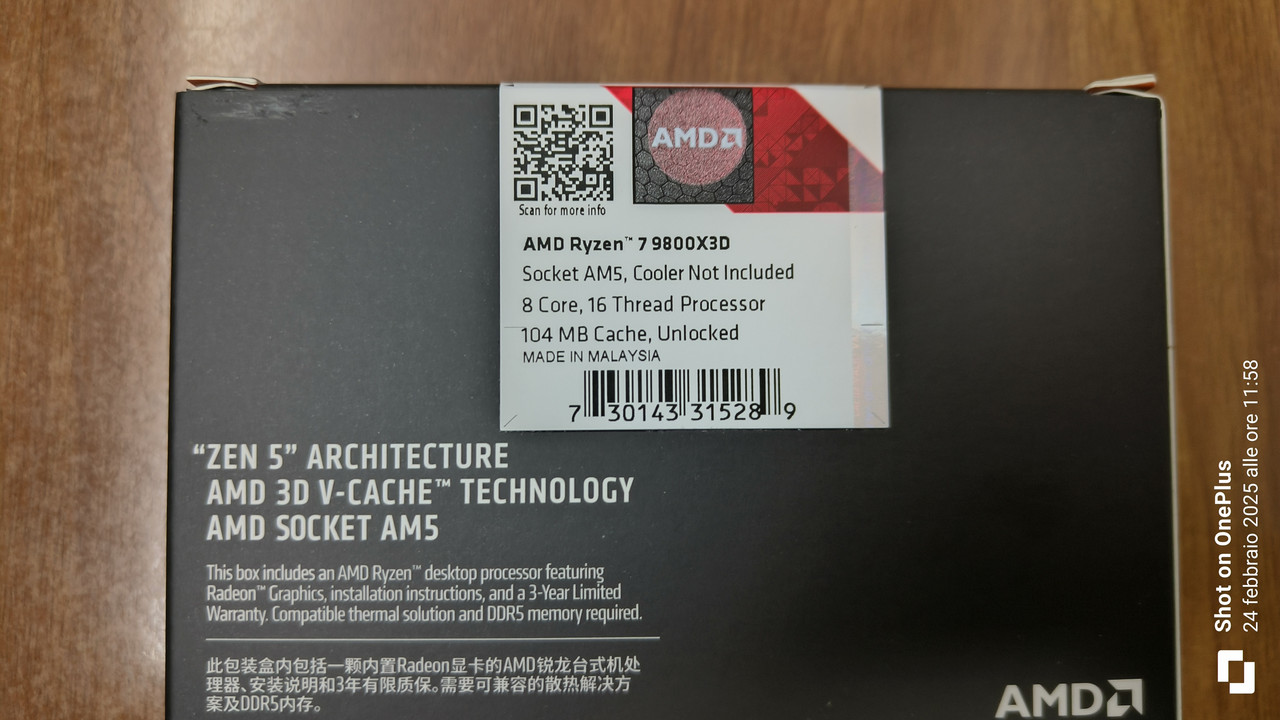 AMD
Scan for more info
AMD Ryzen™ 7 9800X3D
Socket AM5, Cooler Not Included
8 Core, 16 Thread Processor
104 MB Cache, Unlocked
MADE IN MALAYSIA
7 30143 31528 9
“ZEN 5” ARCHITECTURE
AMD 3D V-CACHE™ TECHNOLOGY
AMD SOCKET AM5
This box includes an AMD Ryzen™ desktop processor featuring
Radeon™ Graphics, installation instructions, and a 3-Year Limited
Warranty. Compatible thermal solution and DDR5 memory required.
此包装盒内包括一颗内置Radeon显卡的AMD锐龙台式机处
理器、安装说明和3年有限质保。需要可兼容的散热解决方
案及DDR5内存。
AMD
Shot on OnePlus
24 febbraio 2025 alle ore 11:58